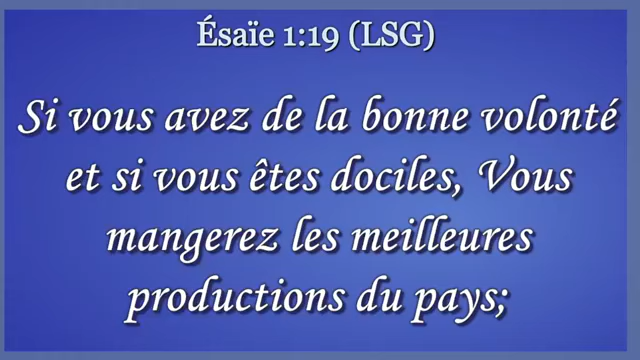 Ésaïe 1:19 (LSG)
Si vous avez de la bonne volonté
et si vous êtes dociles, Vous
mangerez les meilleures
productions du pays;